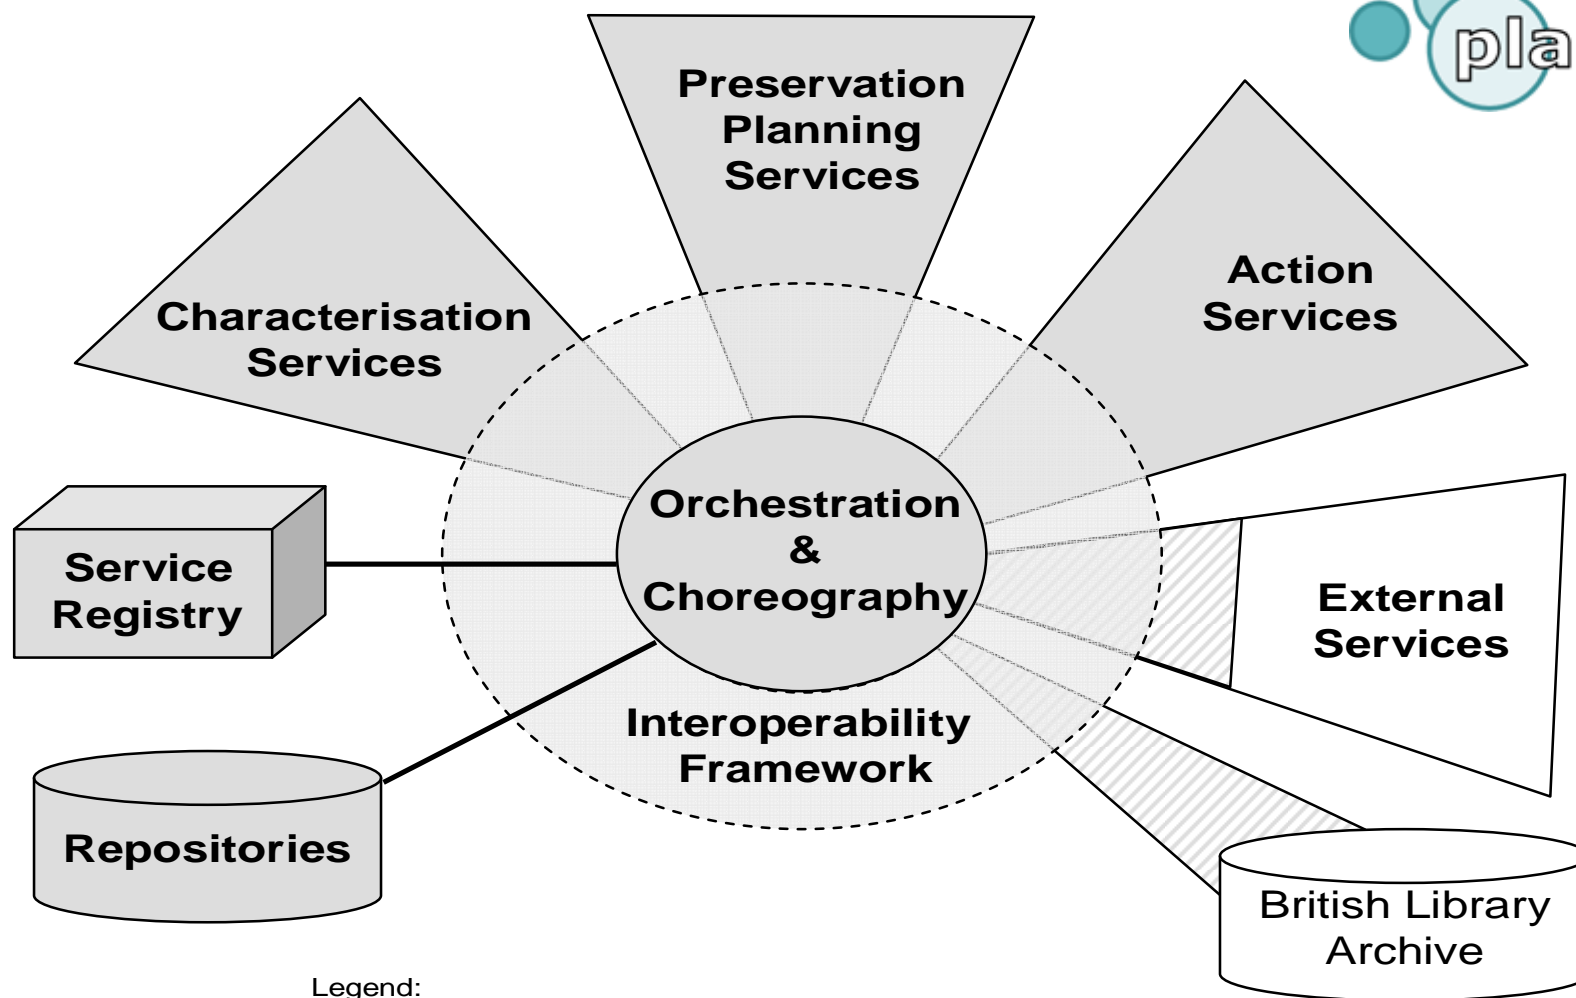 pla
Preservation
Planning
Services
Characterisation
Services
Action
Services
Orchestration
&
Choreography
Service
Registry
External
Services
Interoperability
Framework
Repositories
British Library
Archive
Legend: